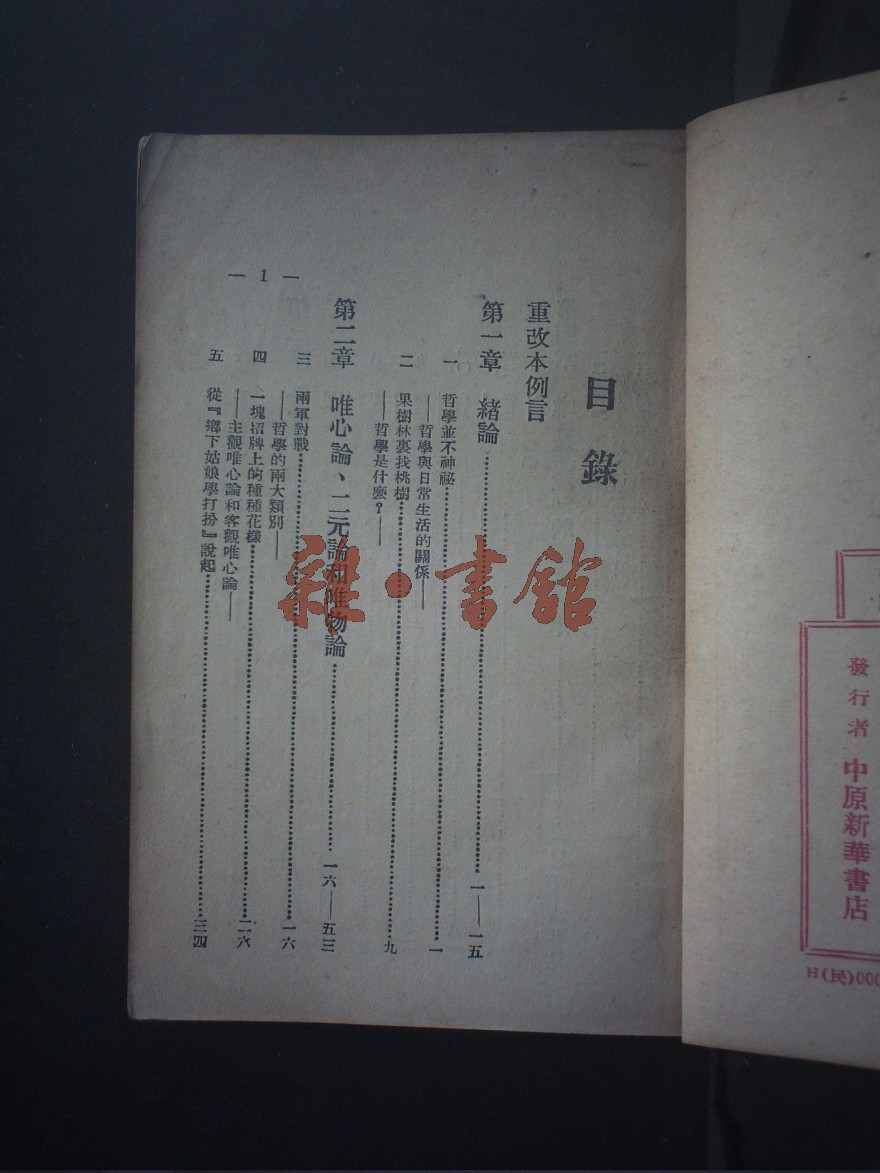 目錄
重改本例言
第一章 緒論……一——一五
一 哲學並不神祕……一
——哲學與日常生活的關係——
二 果樹林裏找桃樹……九
——哲學是什麼？——
第二章 唯心論、二元論和唯物論……一六——五三
三 兩軍對戰……一六
——哲學的兩大類別——
四 一塊招牌上的種種花樣……二六
——主觀唯心論和客觀唯心論——
五 從『鄉下姑娘學打扮』說起……三四
— 1 —
雜·書館
發行者 中原新華書店
H(民)000